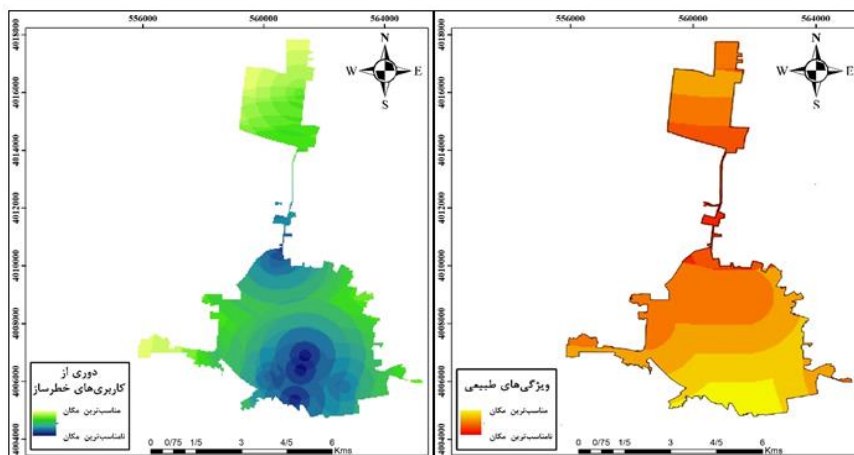 556000 560000 564000
N
W E
S
4018000
4016000
4014000
4012000
4010000
4008000
4006000
4004000
دوری از
کاربری‌های خطرساز
مناسب‌ترین مکان
نامناسب‌ترین مکان
0 0/75 1/5 3 4/5 6
Kms
556000 560000 564000
N
W E
S
4018000
4016000
4014000
4012000
4010000
4008000
4006000
4004000
ویژگی‌های طبیعی
مناسب‌ترین مکان
نامناسب‌ترین مکان
0 0/75 1/5 3 4/5 6
Kms